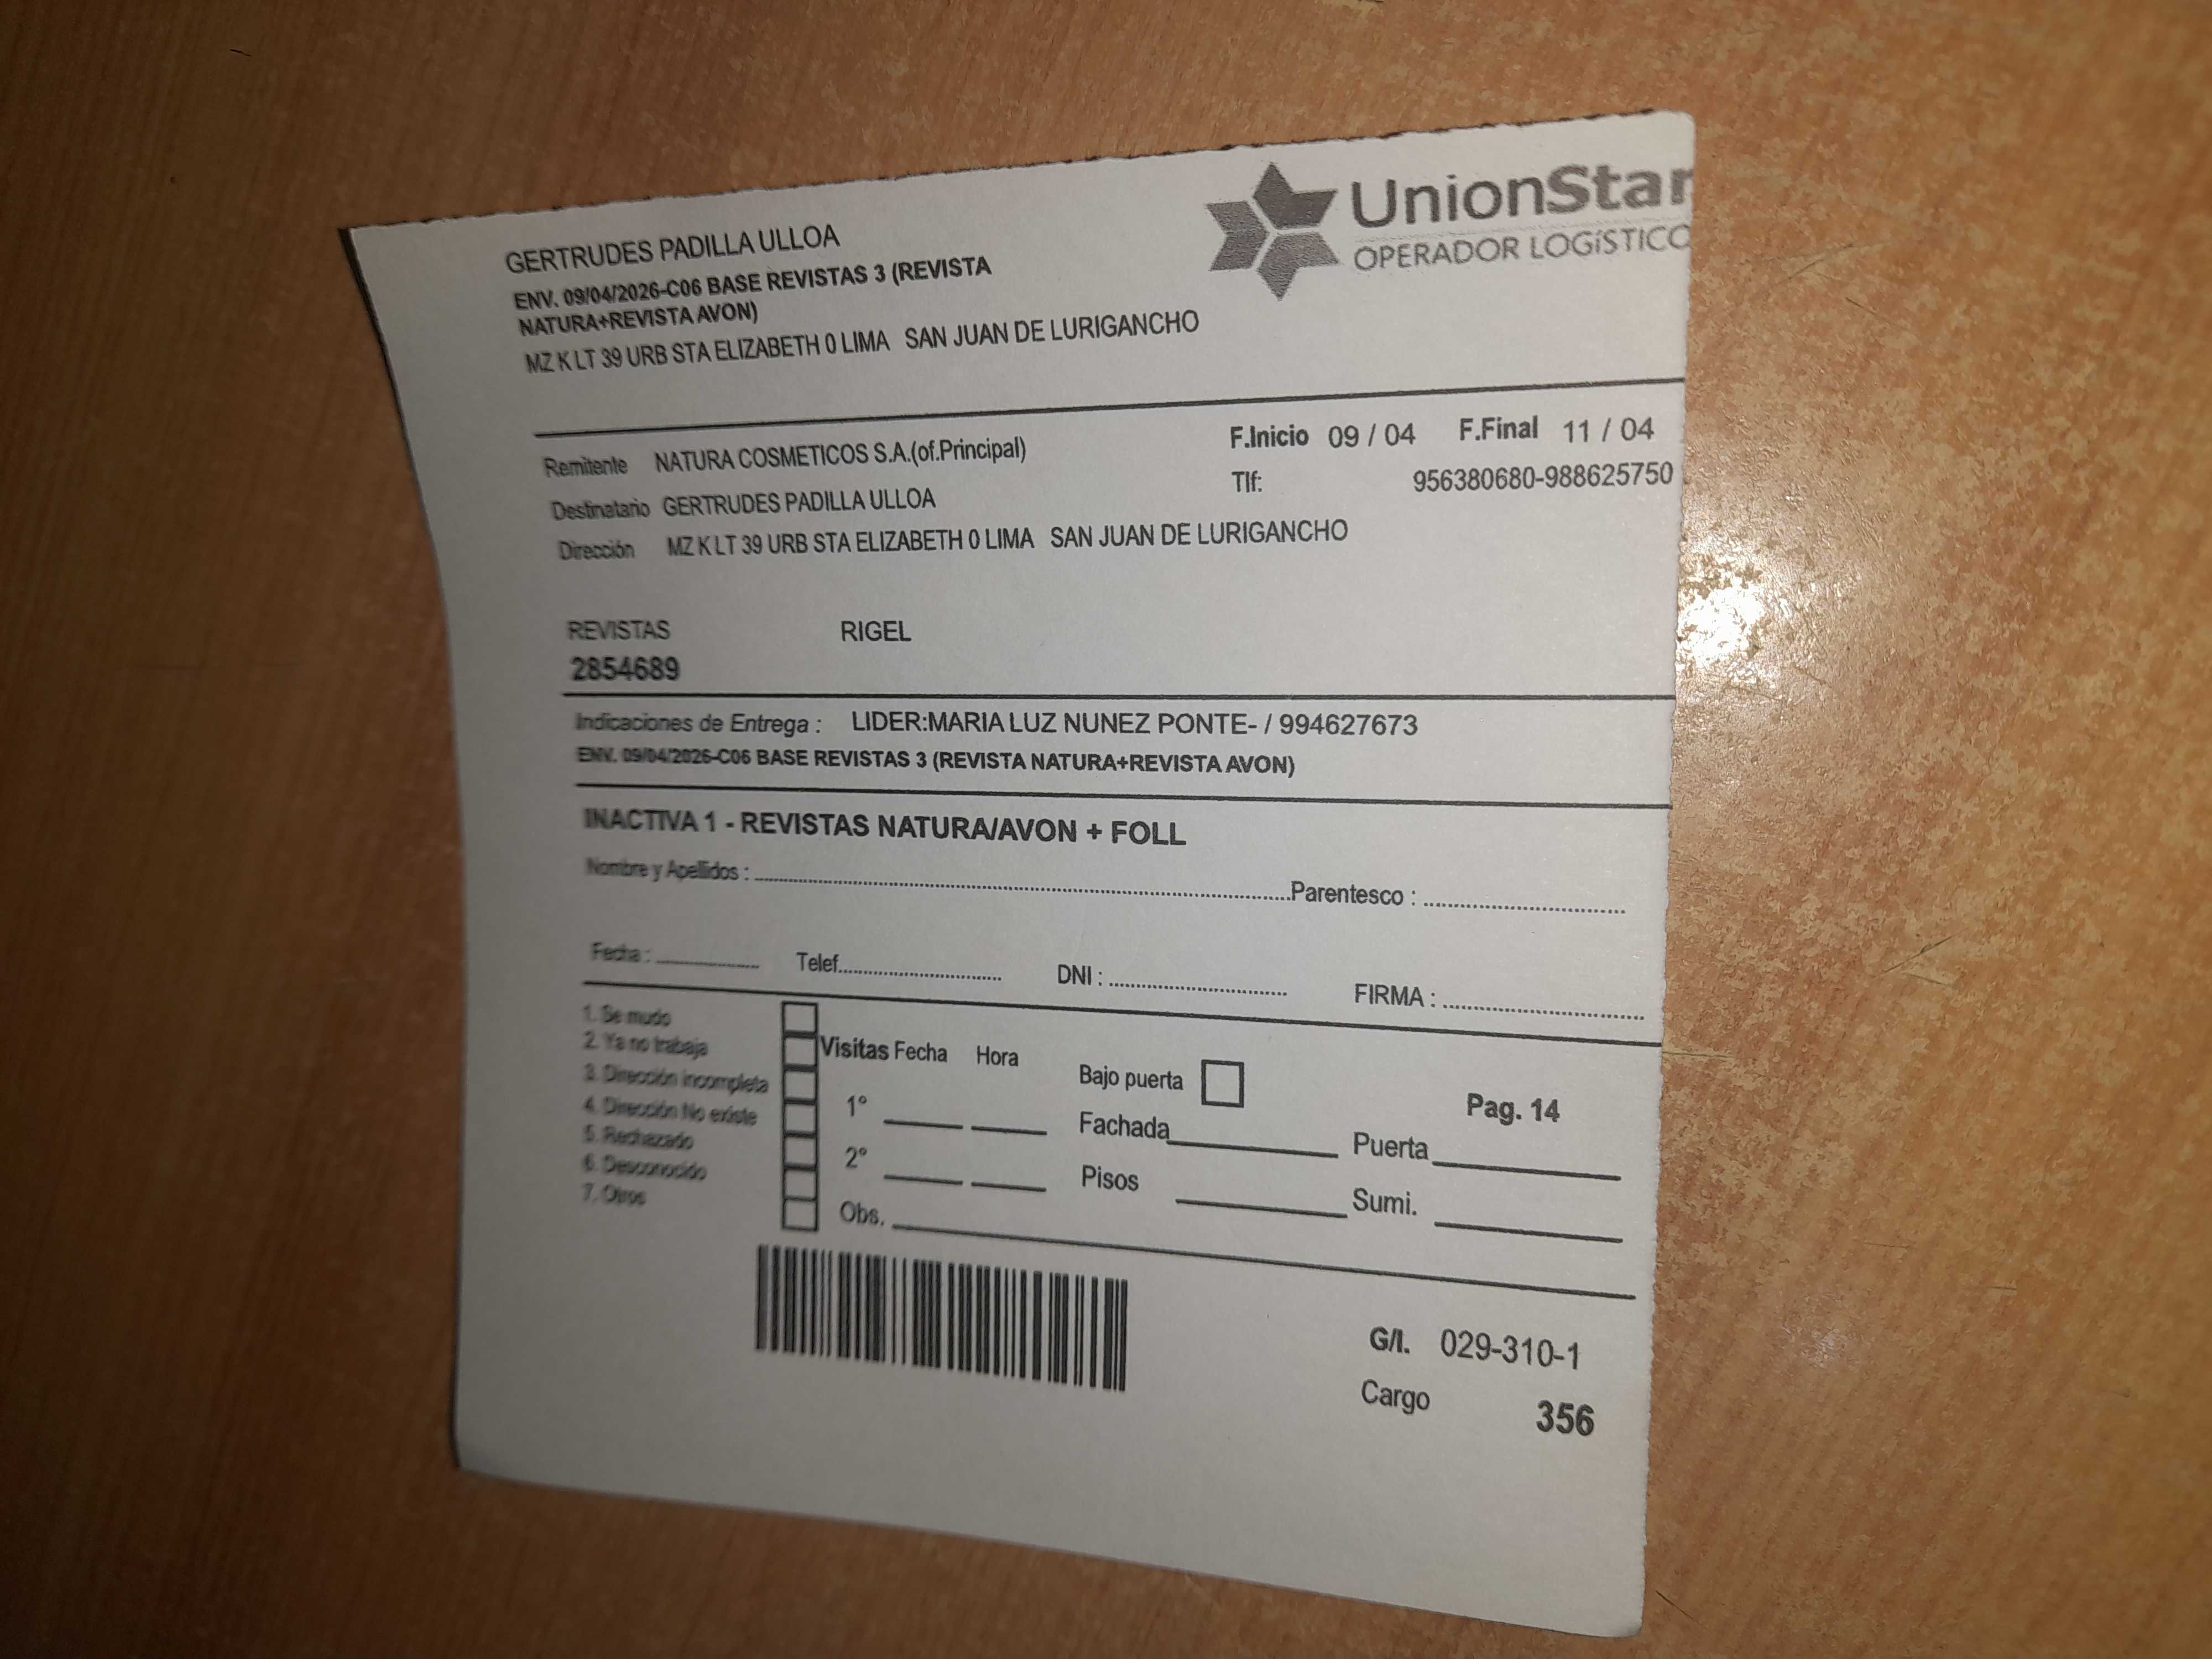 UnionStar
OPERADOR LOGíSTICO
GERTRUDES PADILLA ULLOA
ENV. 09/04/2026-C06 BASE REVISTAS 3 (REVISTA
NATURA+REVISTA AVON)
MZ K LT 39 URB STA ELIZABETH 0 LIMA SAN JUAN DE LURIGANCHO
Remitente NATURA COSMETICOS S.A.(of.Principal) F.Inicio 09 / 04 F.Final 11 / 04
Destinatario GERTRUDES PADILLA ULLOA Tlf: 956380680-988625750
Dirección MZ K LT 39 URB STA ELIZABETH 0 LIMA SAN JUAN DE LURIGANCHO
REVISTAS RIGEL
2854689
Indicaciones de Entrega : LIDER:MARIA LUZ NUNEZ PONTE- / 994627673
ENV. 09/04/2026-C06 BASE REVISTAS 3 (REVISTA NATURA+REVISTA AVON)
INACTIVA 1 - REVISTAS NATURA/AVON + FOLL
Nombre y Apellidos : Parentesco :
Fecha : Telef. DNI : FIRMA :
1. Se mudo
2. Ya no trabaja
3. Dirección incompleta
4. Dirección No existe
5. Rechazado
6. Desconocido
7. Otros
Visitas Fecha Hora Bajo puerta Pag. 14
1° Fachada Puerta
2° Pisos Sumi.
Obs.
G/I. 029-310-1
Cargo 356